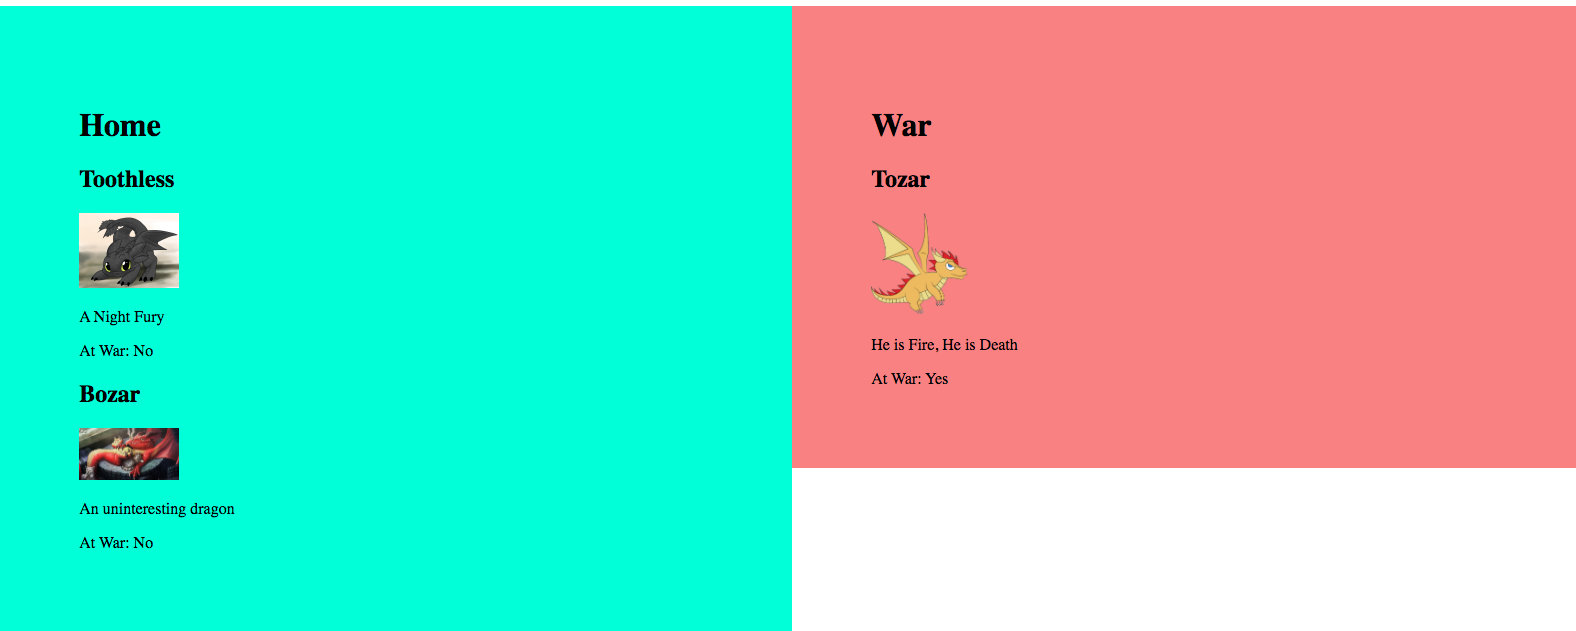 Home
Toothless
A Night Fury
At War: No
Bozar
An uninteresting dragon
At War: No
War
Tozar
He is Fire, He is Death
At War: Yes